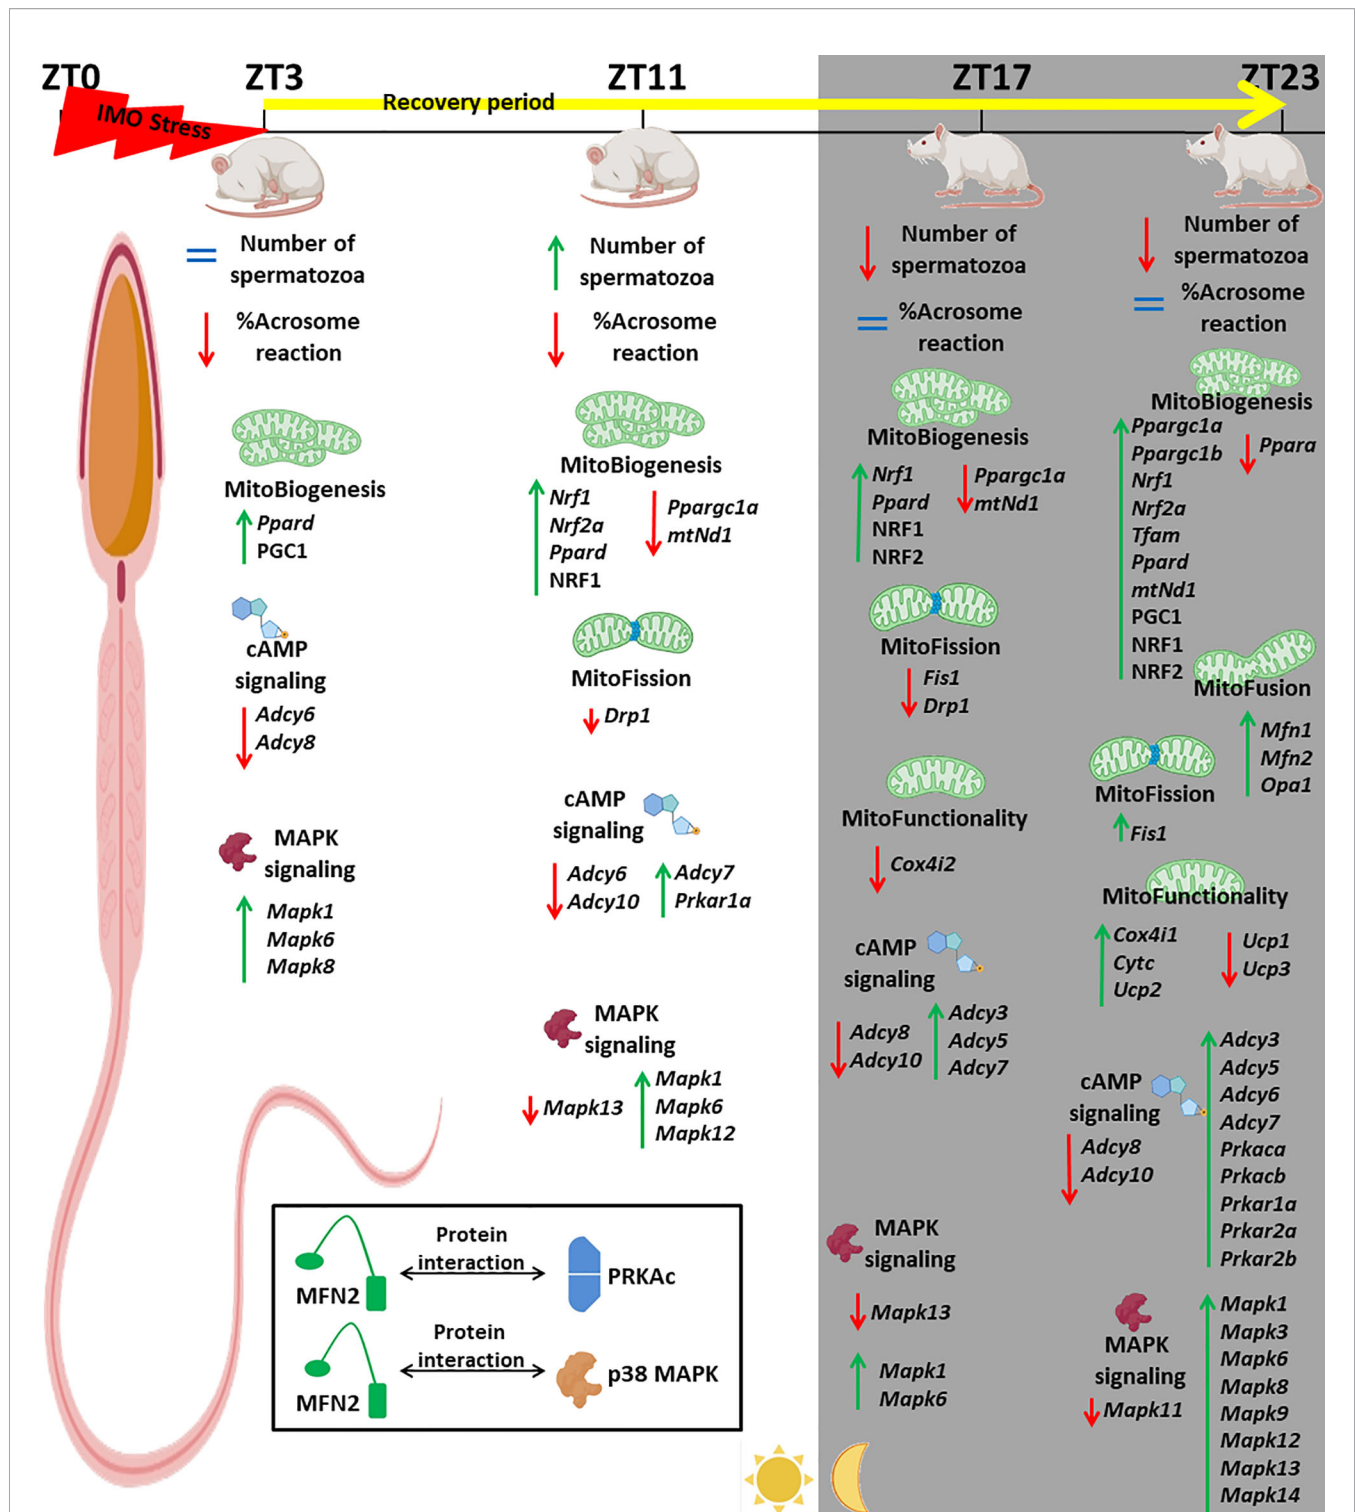 ZT0
ZT3
ZT11
ZT17
ZT23
IMO Stress
Recovery period
Number of
spermatozoa
%Acrosome
reaction
MitoBiogenesis
Ppard
PGC1
cAMP
signaling
Adcy6
Adcy8
MAPK
signaling
Mapk1
Mapk6
Mapk8
Number of
spermatozoa
%Acrosome
reaction
MitoBiogenesis
Nrf1
Nrf2a
Ppard
NRF1
Ppargc1a
mtNd1
MitoFission
Drp1
cAMP
signaling
Adcy6
Adcy10
Adcy7
Prkar1a
MAPK
signaling
Mapk13
Mapk1
Mapk6
Mapk12
Number of
spermatozoa
%Acrosome
reaction
MitoBiogenesis
Nrf1
Ppard
NRF1
NRF2
Ppargc1a
mtNd1
MitoFission
Fis1
Drp1
MitoFunctionality
Cox4i2
cAMP
signaling
Adcy8
Adcy10
Adcy3
Adcy5
Adcy7
MAPK
signaling
Mapk13
Mapk1
Mapk6
Number of
spermatozoa
%Acrosome
reaction
MitoBiogenesis
Ppargc1a
Ppargc1b
Nrf1
Nrf2a
Tfam
Ppard
mtNd1
PGC1
NRF1
NRF2
Ppara
MitoFusion
Mfn1
Mfn2
Opa1
MitoFission
Fis1
MitoFunctionality
Cox4i1
Cytc
Ucp2
Ucp1
Ucp3
cAMP
signaling
Adcy8
Adcy10
Adcy3
Adcy5
Adcy6
Adcy7
Prkaca
Prkacb
Prkar1a
Prkar2a
Prkar2b
MAPK
signaling
Mapk11
Mapk1
Mapk3
Mapk6
Mapk8
Mapk9
Mapk12
Mapk13
Mapk14
Protein
interaction
MFN2
PRKAc
Protein
interaction
MFN2
p38 MAPK